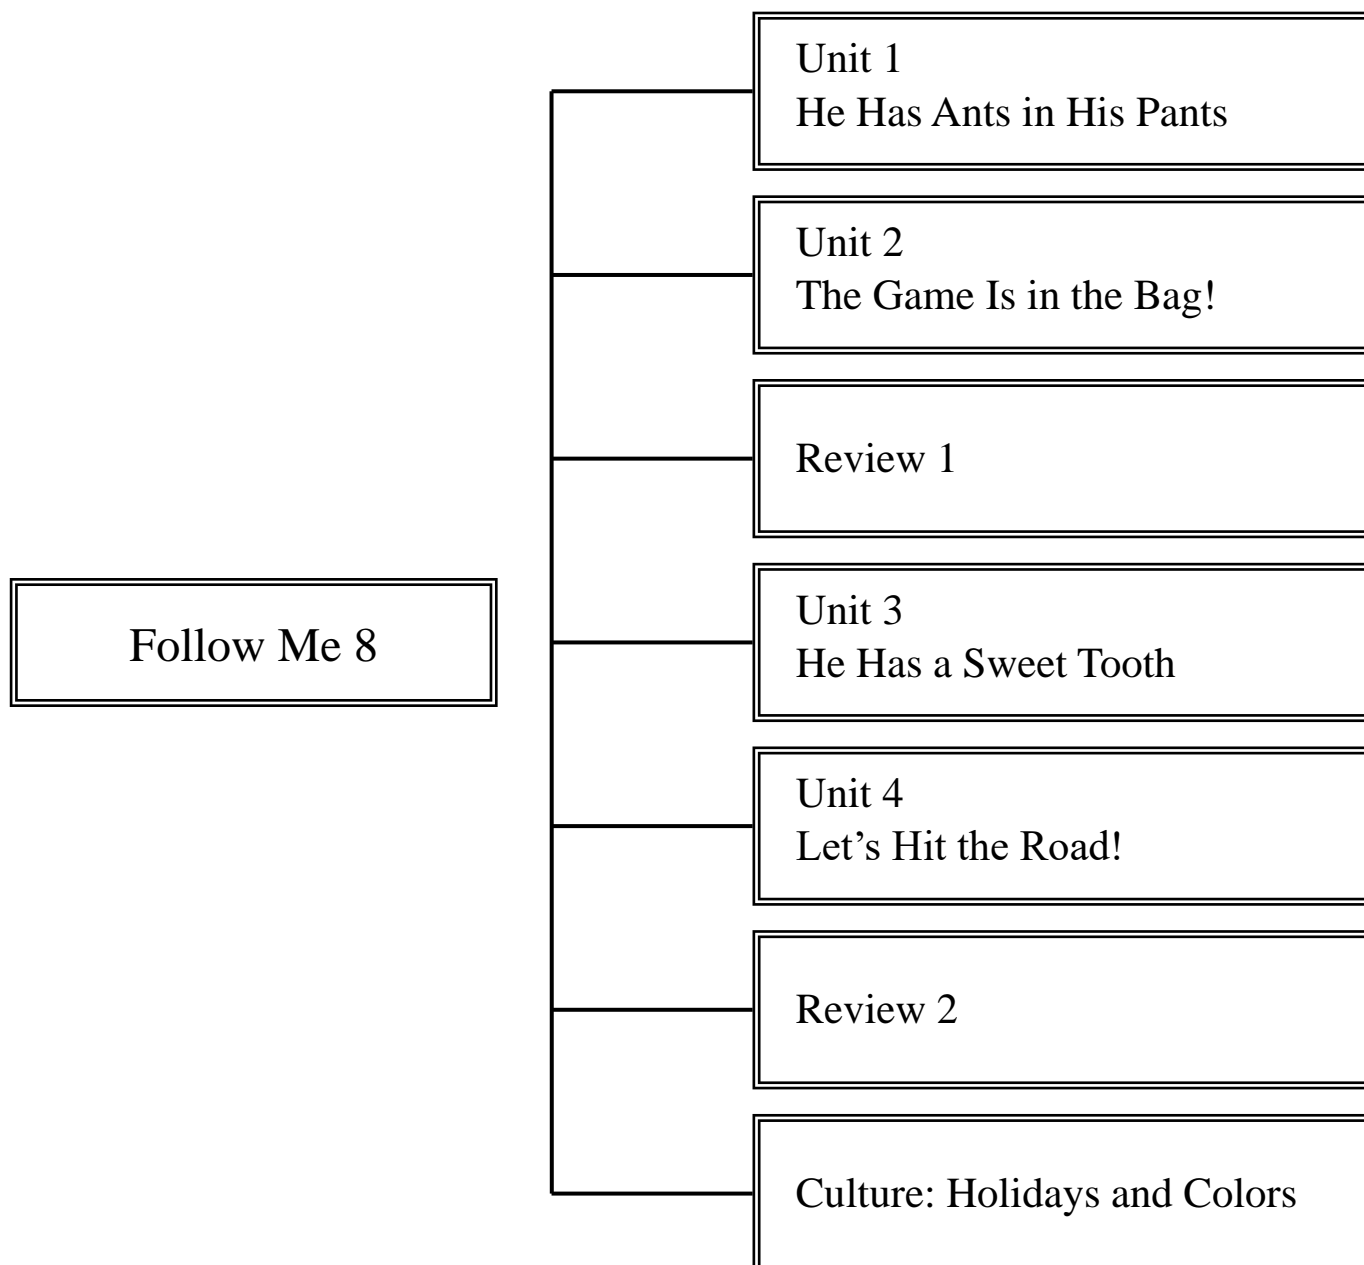 Follow Me 8
Unit 1
He Has Ants in His Pants
Unit 2
The Game Is in the Bag!
Review 1
Unit 3
He Has a Sweet Tooth
Unit 4
Let’s Hit the Road!
Review 2
Culture: Holidays and Colors